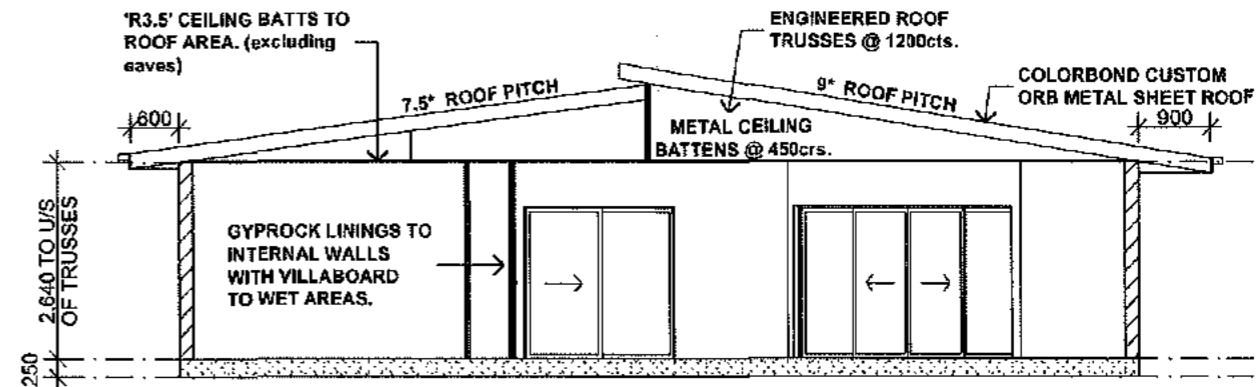 'R3.5' CEILING BATTS TO
ROOF AREA. (excluding
eaves)
ENGINEERED ROOF
TRUSSES @ 1200cts.
COLORBOND CUSTOM
ORB METAL SHEET ROOF
7.5* ROOF PITCH
9* ROOF PITCH
600
900
METAL CEILING
BATTENS @ 450crs.
GYPROCK LININGS TO
INTERNAL WALLS
WITH VILLABOARD
TO WET AREAS.
2,640 TO U/S
OF TRUSSES
250